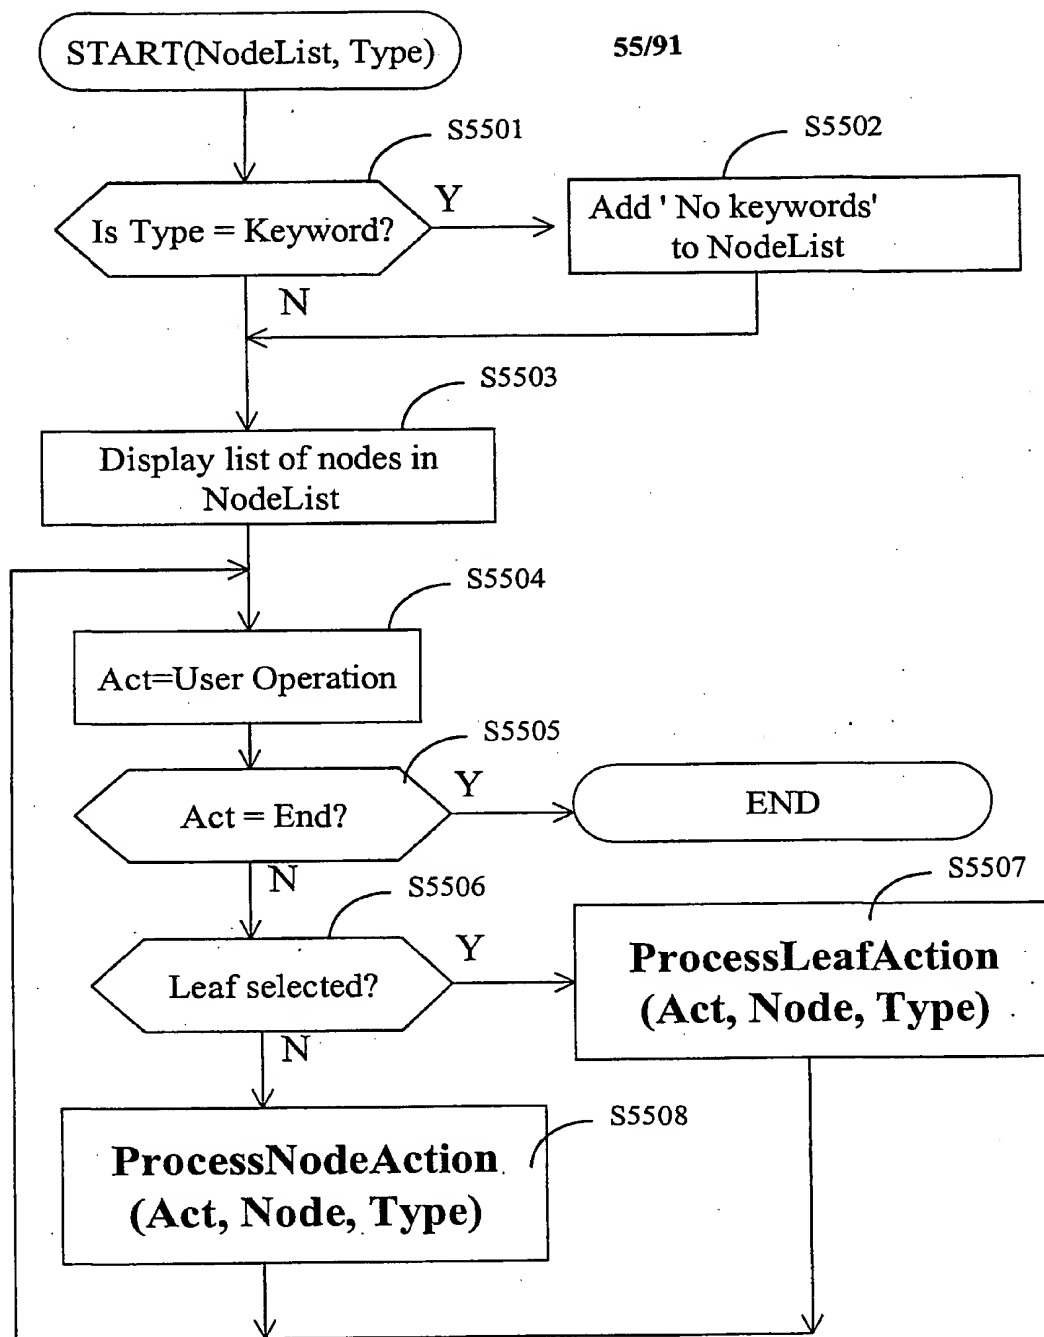 START(NodeList, Type)
55/91
S5501
S5502
Is Type = Keyword?
Y
Add ' No keywords'
to NodeList
N
S5503
Display list of nodes in
NodeList
S5504
Act=User Operation
S5505
Act = End?
Y
END
N
S5506
S5507
Leaf selected?
Y
ProcessLeafAction
(Act, Node, Type)
N
S5508
ProcessNodeAction
(Act, Node, Type)